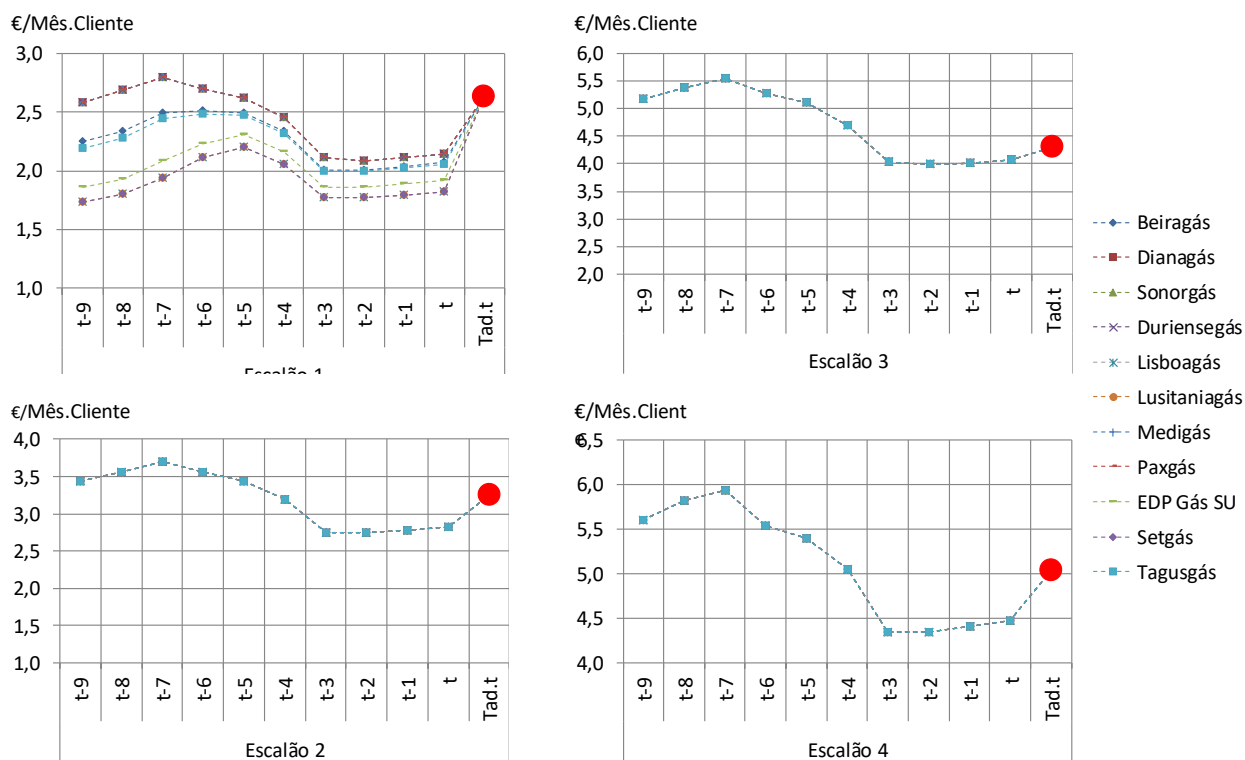 €/Mês.Cliente
3,0
2,5
2,0
1,5
1,0
t-9
t-8
t-7
t-6
t-5
t-4
t-3
t-2
t-1
t
Tad.t
Escalão 1
€/Mês.Cliente
6,0
5,5
5,0
4,5
4,0
3,5
3,0
2,5
2,0
t-9
t-8
t-7
t-6
t-5
t-4
t-3
t-2
t-1
t
Tad.t
Escalão 3
€/Mês.Cliente
4,0
3,5
3,0
2,5
2,0
1,5
1,0
t-9
t-8
t-7
t-6
t-5
t-4
t-3
t-2
t-1
t
Tad.t
Escalão 2
€/Mês.Client
e
6,5
6,0
5,5
5,0
4,5
4,0
t-9
t-8
t-7
t-6
t-5
t-4
t-3
t-2
t-1
t
Tad.t
Escalão 4
Beiragás
Dianagás
Sonorgás
Duriensegás
Lisboagás
Lusitaniagás
Medigás
Paxgás
EDP Gás SU
Setgás
Tagusgás